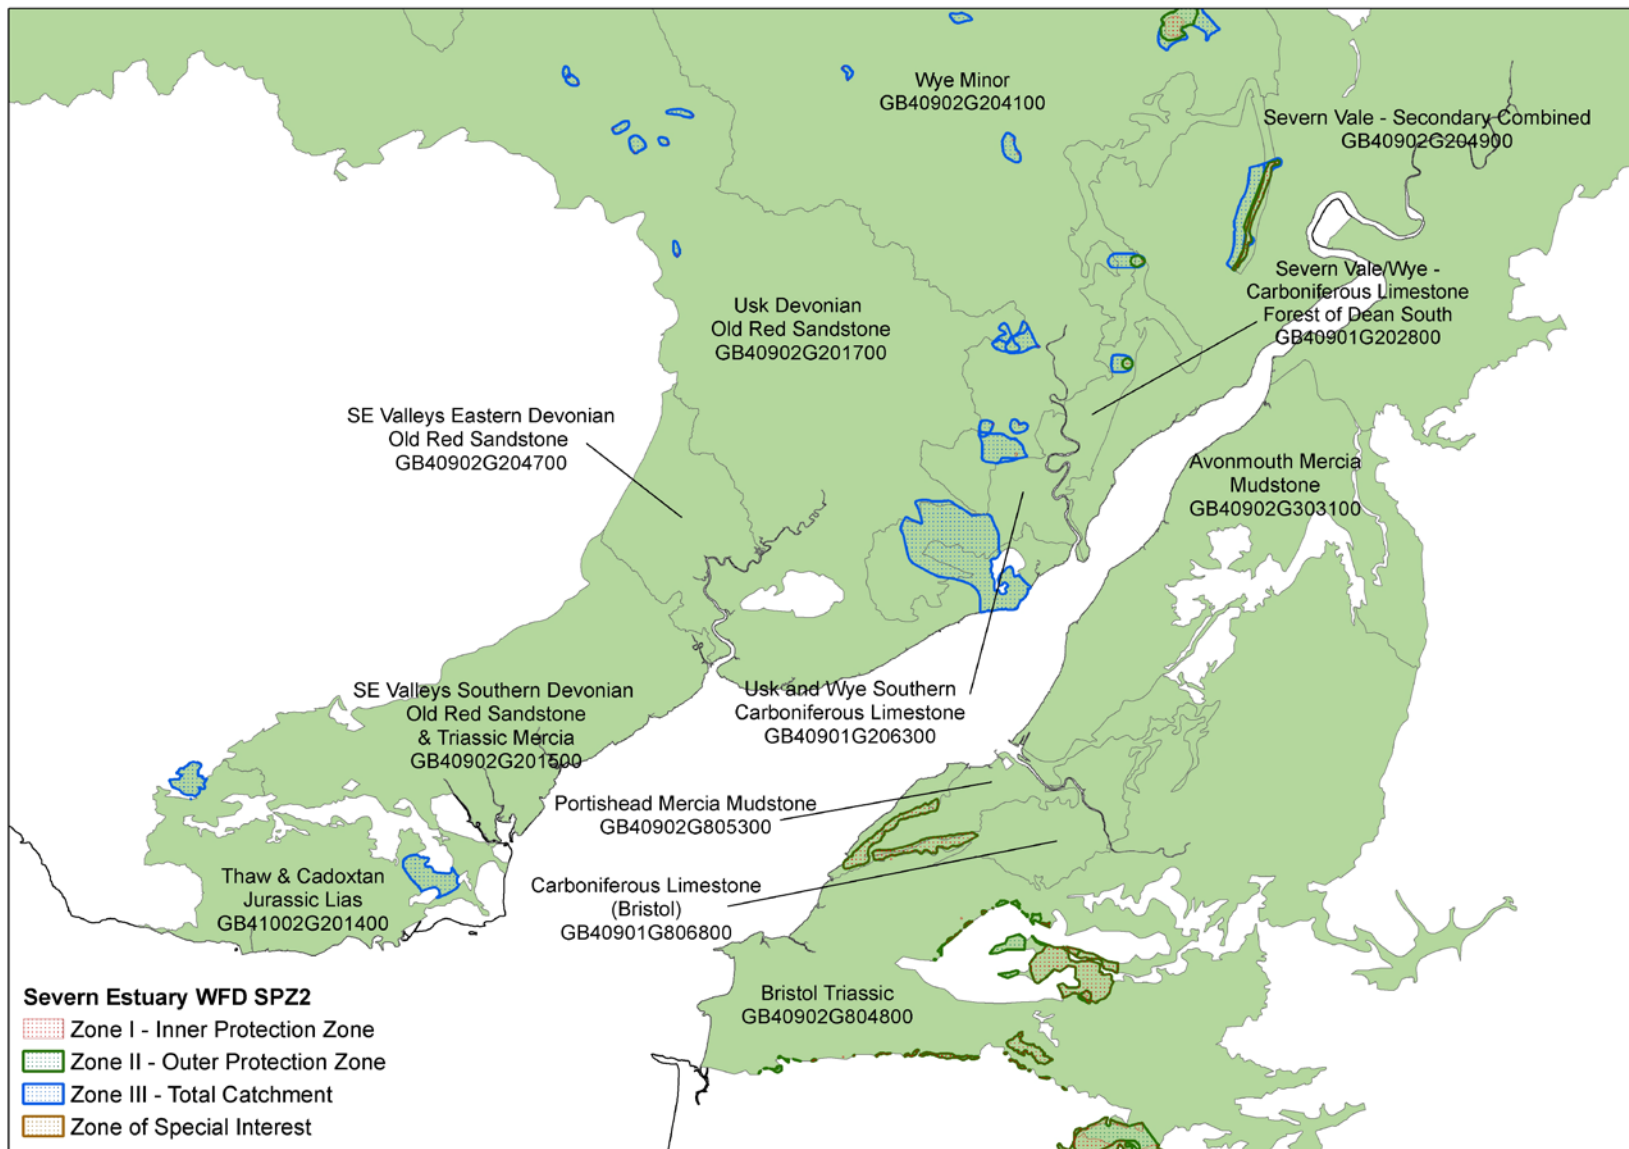 Wye Minor
GB40902G204100
Severn Vale - Secondary Combined
GB40902G204900
Severn Vale/Wye -
Carboniferous Limestone
Forest of Dean South
GB40901G202800
Usk Devonian
Old Red Sandstone
GB40902G201700
SE Valleys Eastern Devonian
Old Red Sandstone
GB40902G204700
Avonmouth Mercia
Mudstone
GB40902G303100
SE Valleys Southern Devonian
Old Red Sandstone
& Triassic Mercia
GB40902G201500
Usk and Wye Southern
Carboniferous Limestone
GB40901G206300
Portishead Mercia Mudstone
GB40902G805300
Thaw & Cadoxtan
Jurassic Lias
GB41002G201400
Carboniferous Limestone
(Bristol)
GB40901G806800
Bristol Triassic
GB40902G804800
Severn Estuary WFD SPZ2
Zone I - Inner Protection Zone
Zone II - Outer Protection Zone
Zone III - Total Catchment
Zone of Special Interest